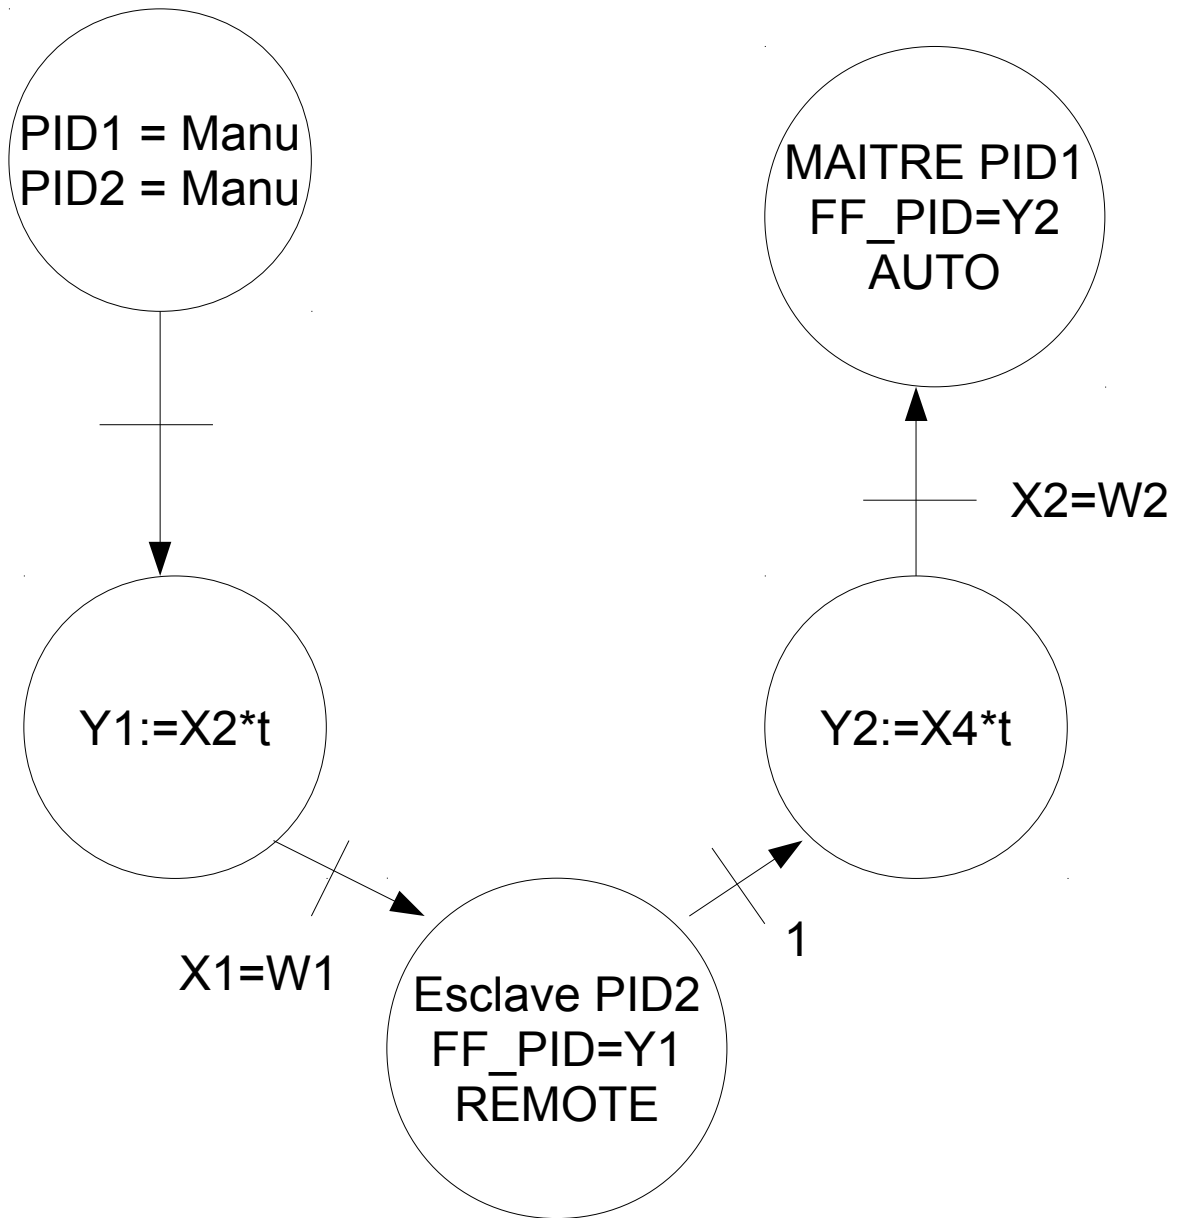 PID1 = Manu
PID2 = Manu
MAITRE PID1
FF_PID=Y2
AUTO
X2=W2
Y1:=X2*t
Y2:=X4*t
X1=W1
1
Esclave PID2
FF_PID=Y1
REMOTE